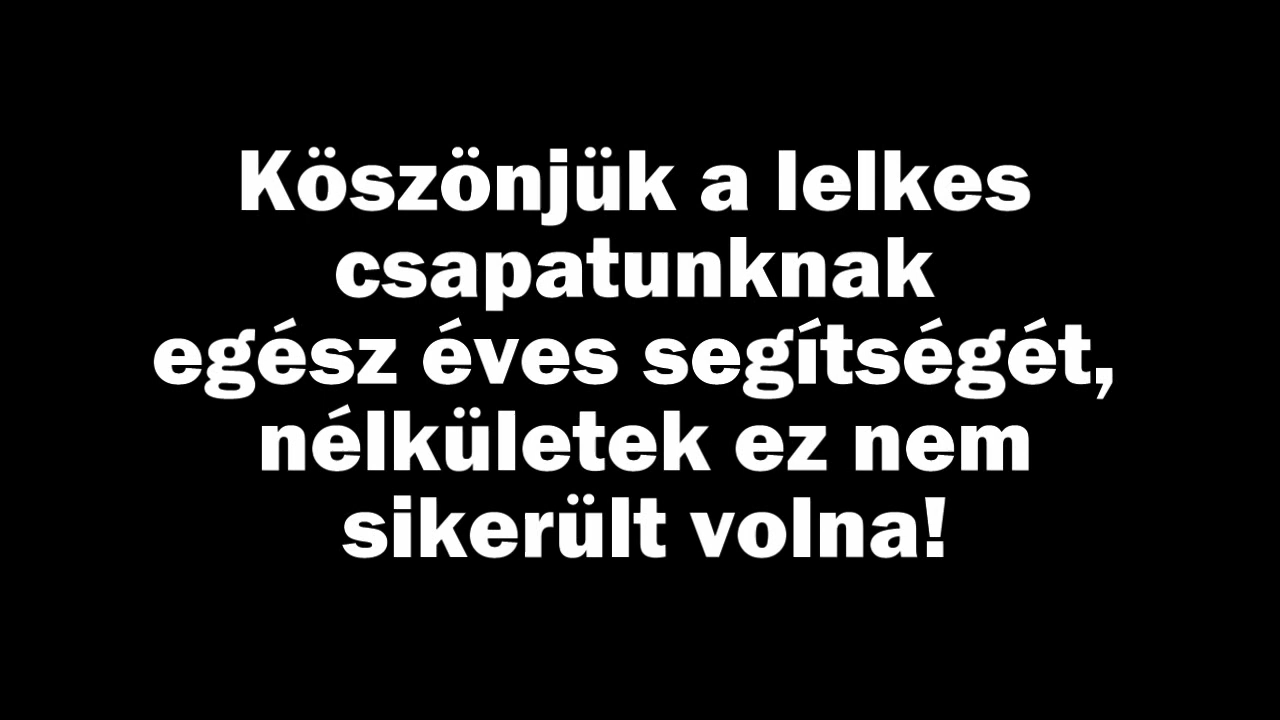 Köszönjük a lelkes
csapatunknak
egész éves segítségét,
nélkületek ez nem
sikerült volna!